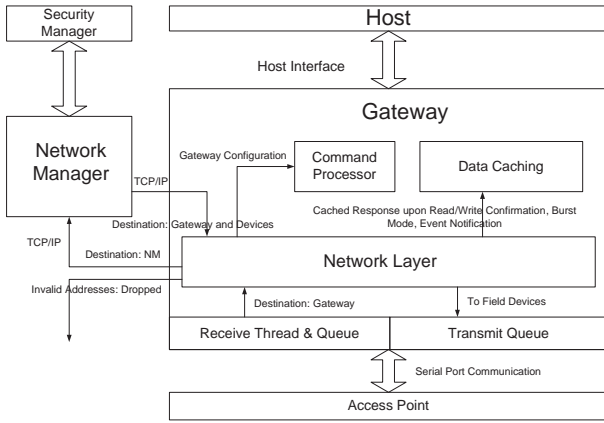 Security
Manager
Host
Host Interface
Gateway
Network
Manager
Gateway Configuration
Command
Processor
Data Caching
TCP/IP
Destination: Gateway and Devices
Cached Response upon Read/Write Confirmation, Burst
Mode, Event Notification
TCP/IP
Destination: NM
Network Layer
Invalid Addresses: Dropped
Destination: Gateway
To Field Devices
Receive Thread & Queue
Transmit Queue
Serial Port Communication
Access Point